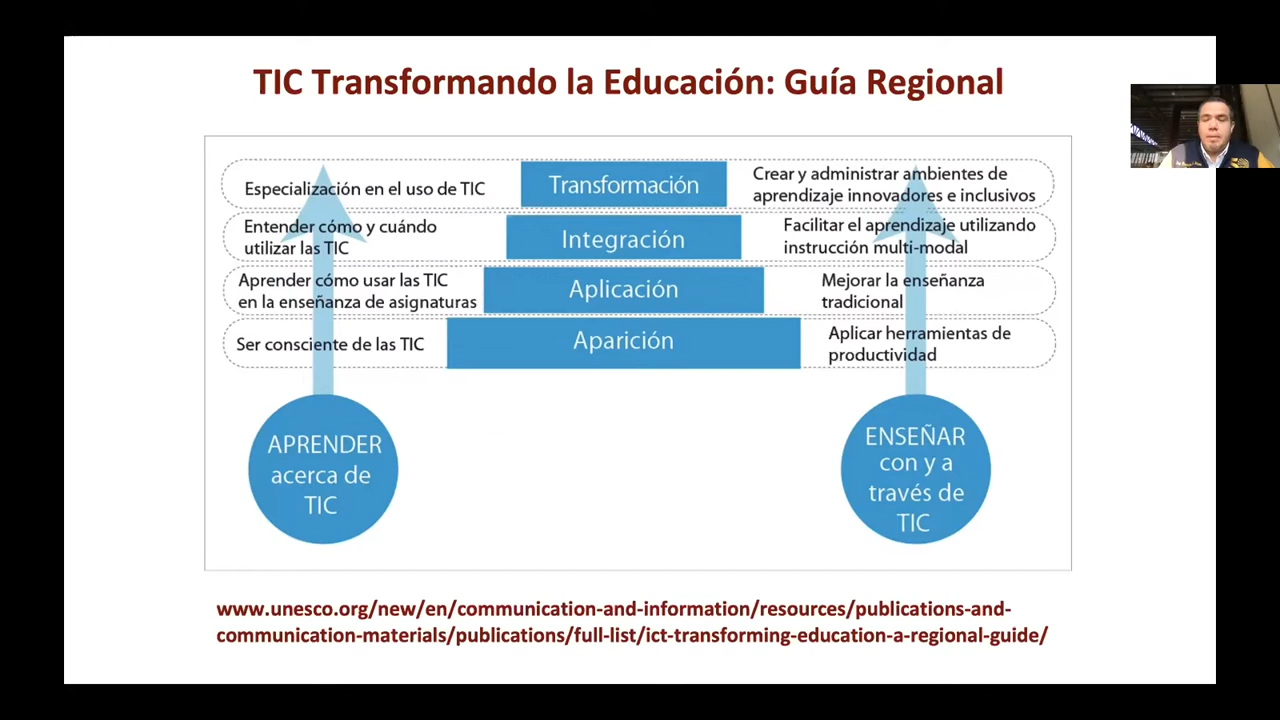 TIC Transformando la Educación: Guía Regional
Especialización en el uso de TIC
Transformación
Crear y administrar ambientes de
aprendizaje innovadores e inclusivos
Entender cómo y cuándo
utilizar las TIC
Integración
Facilitar el aprendizaje utilizando
instrucción multi-modal
Aprender cómo usar las TIC
en la enseñanza de asignaturas
Aplicación
Mejorar la enseñanza
tradicional
Ser consciente de las TIC
Aparición
Aplicar herramientas de
productividad
APRENDER
acerca de
TIC
ENSEÑAR
con y a
través de
TIC
www.unesco.org/new/en/communication-and-information/resources/publications-and-
communication-materials/publications/full-list/ict-transforming-education-a-regional-guide/